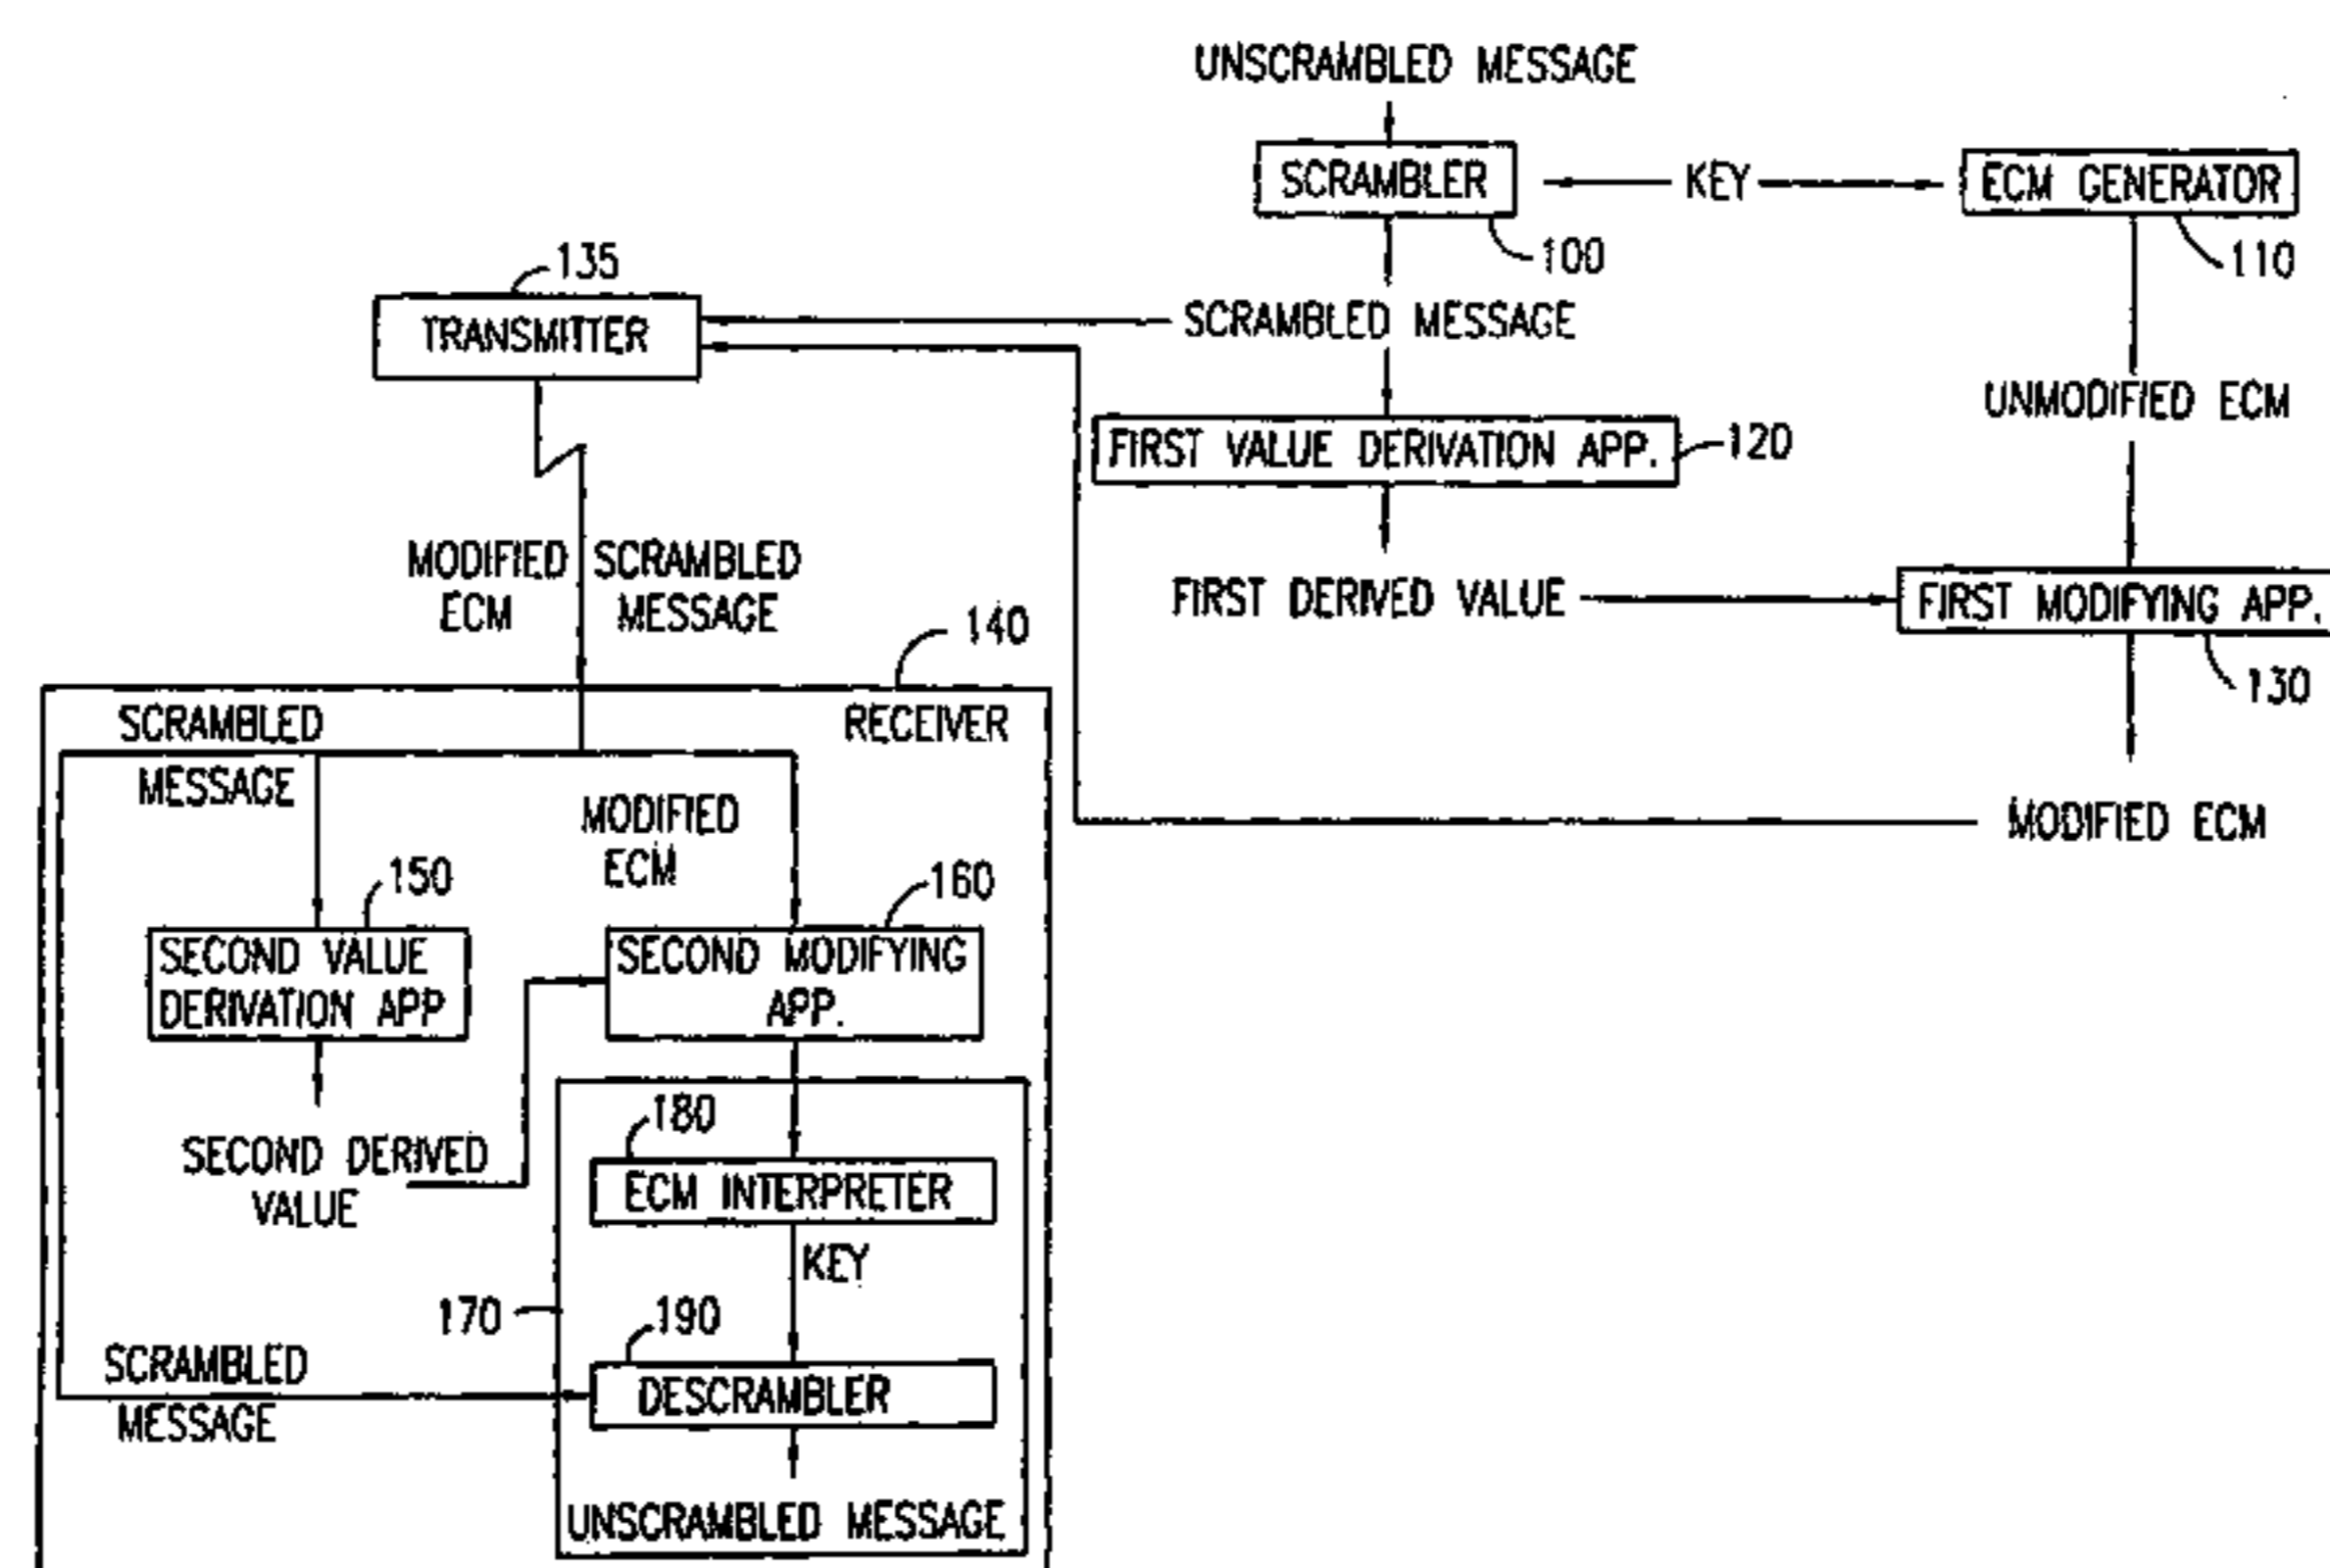 UNSCRAMBLED MESSAGE
SCRAMBLER
KEY
ECM GENERATOR
100
110
135
TRANSMITTER
SCRAMBLED MESSAGE
UNMODIFIED ECM
FIRST VALUE DERIVATION APP.
120
MODIFIED
ECM
SCRAMBLED
MESSAGE
FIRST DERIVED VALUE
FIRST MODIFYING APP.
130
140
RECEIVER
SCRAMBLED
MESSAGE
MODIFIED
ECM
MODIFIED ECM
150
160
SECOND VALUE
DERIVATION APP
SECOND MODIFYING
APP.
SECOND DERIVED
VALUE
180
ECM INTERPRETER
KEY
170
190
SCRAMBLED
MESSAGE
DESCRAMBLER
UNSCRAMBLED MESSAGE